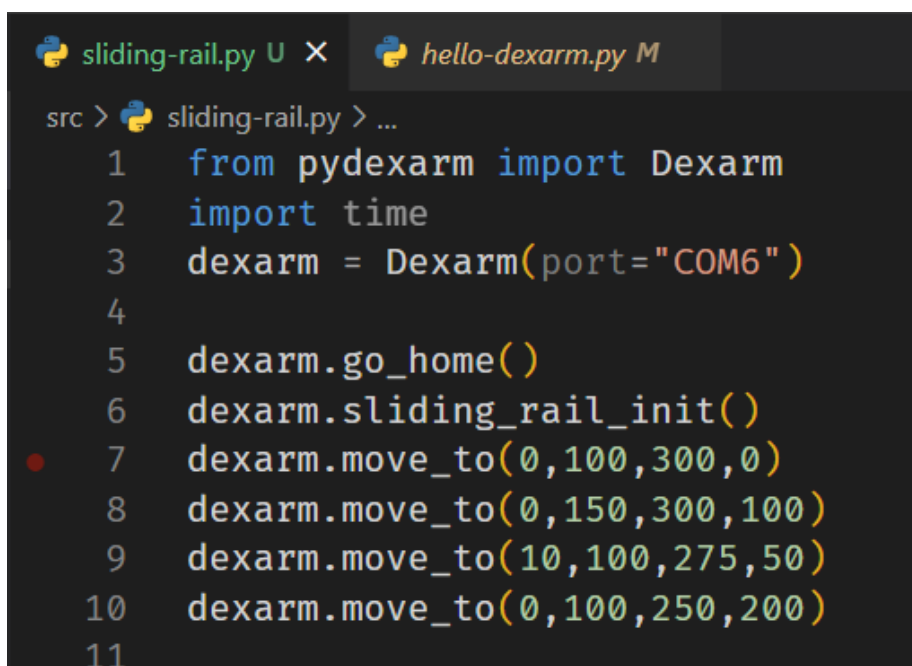 sliding-rail.py U × hello-dexarm.py M
src > sliding-rail.py > ...
1 from pydexarm import Dexarm
2 import time
3 dexarm = Dexarm(port="COM6")
4
5 dexarm.go_home()
6 dexarm.sliding_rail_init()
7 dexarm.move_to(0,100,300,0)
8 dexarm.move_to(0,150,300,100)
9 dexarm.move_to(10,100,275,50)
10 dexarm.move_to(0,100,250,200)
11